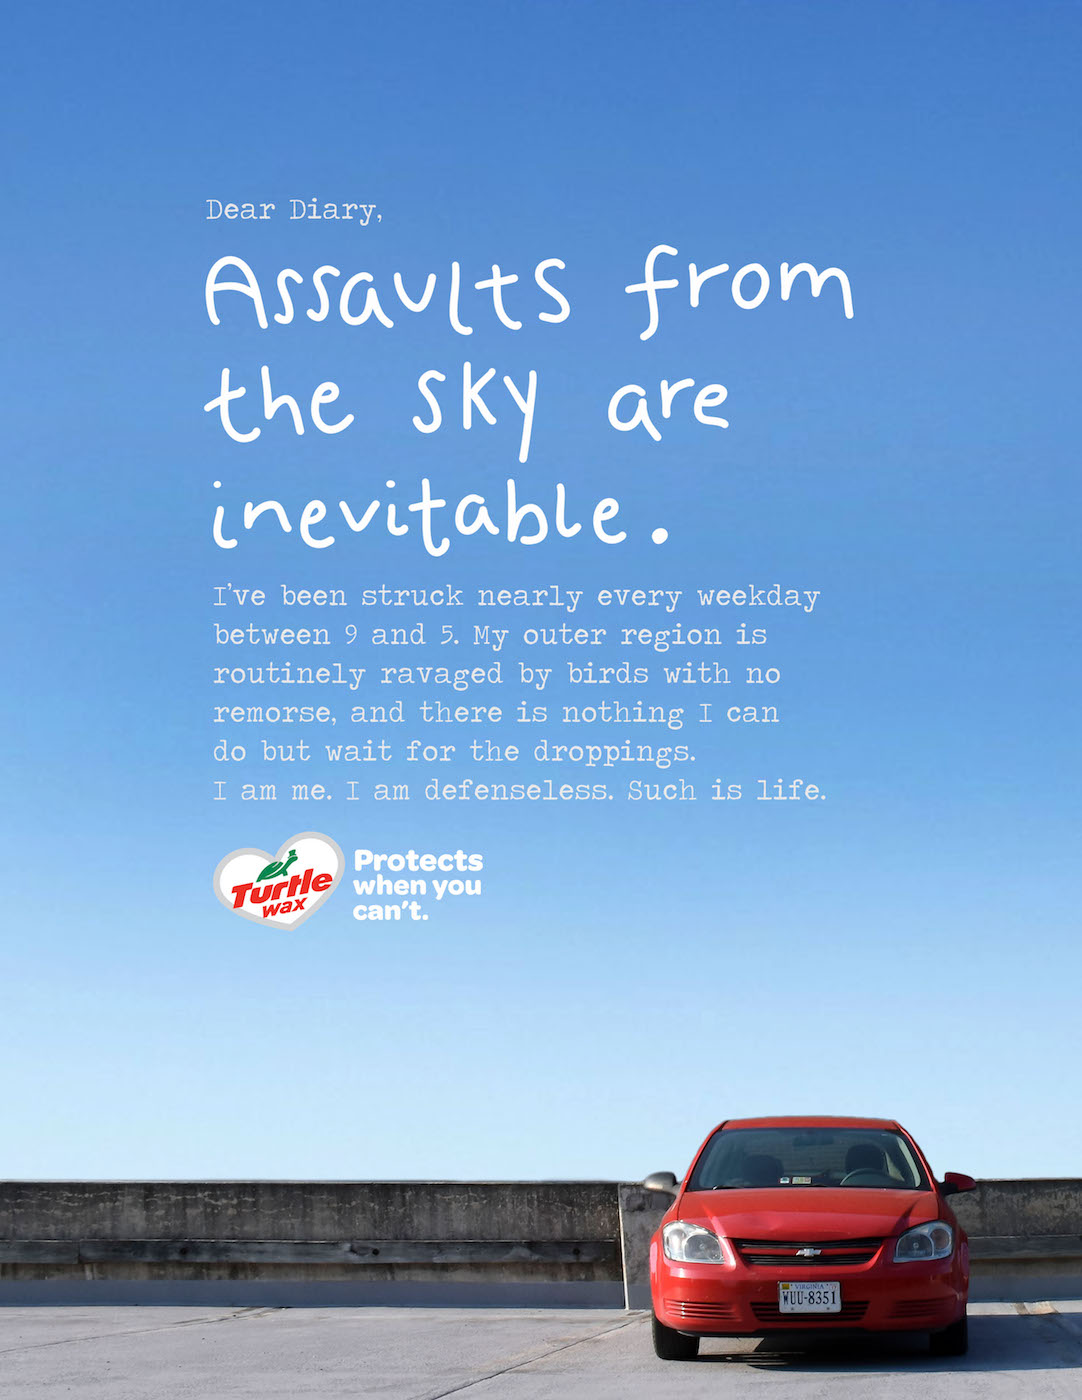 Dear Diary,
Assaults from
the sky are
inevitable.
I've been struck nearly every weekday
between 9 and 5. My outer region is
routinely ravaged by birds with no
remorse, and there is nothing I can
do but wait for the droppings.
I am me. I am defenseless. Such is life.
Turtle
wax
Protects
when you
can't.
VIRGINIA
WUU-8351